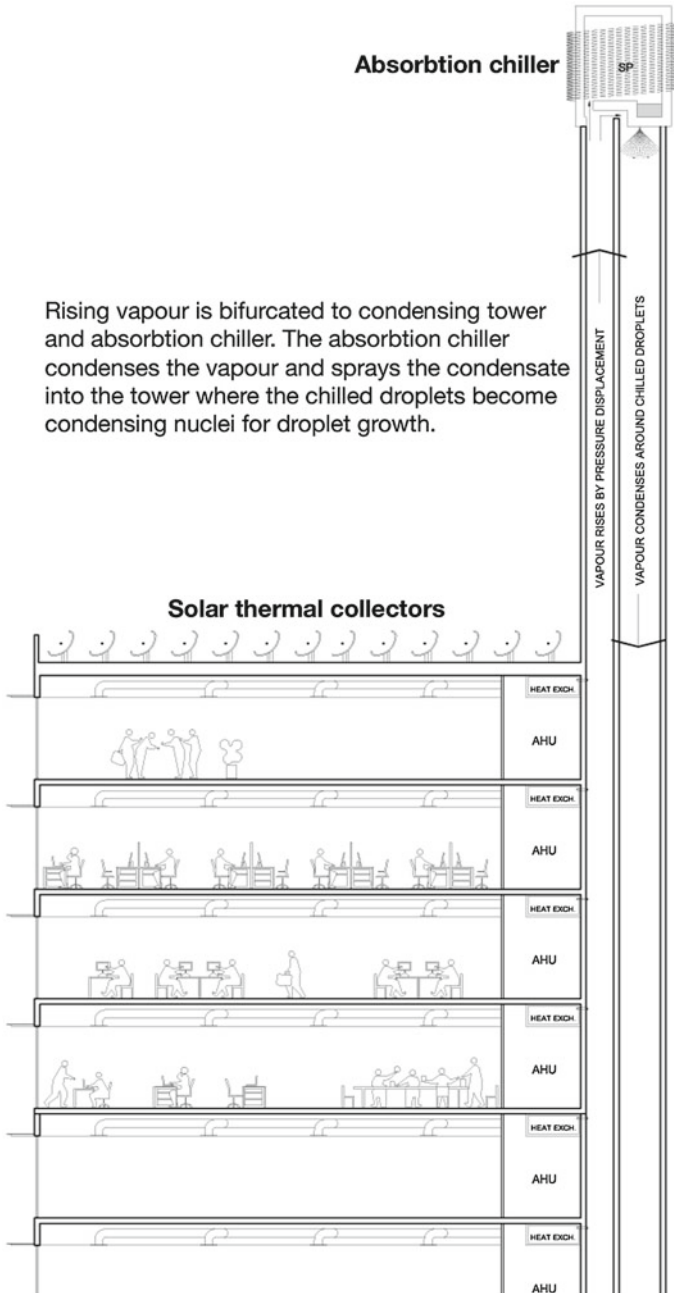 Absorbtion chiller
SP
Rising vapour is bifurcated to condensing tower
and absorbtion chiller. The absorbtion chiller
condenses the vapour and sprays the condensate
into the tower where the chilled droplets become
condensing nuclei for droplet growth.
VAPOUR RISES BY PRESSURE DISPLACEMENT
VAPOUR CONDENSES AROUND CHILLED DROPLETS
Solar thermal collectors
HEAT EXCH.
AHU
HEAT EXCH.
AHU
HEAT EXCH.
AHU
HEAT EXCH.
AHU
HEAT EXCH.
AHU
HEAT EXCH.
AHU